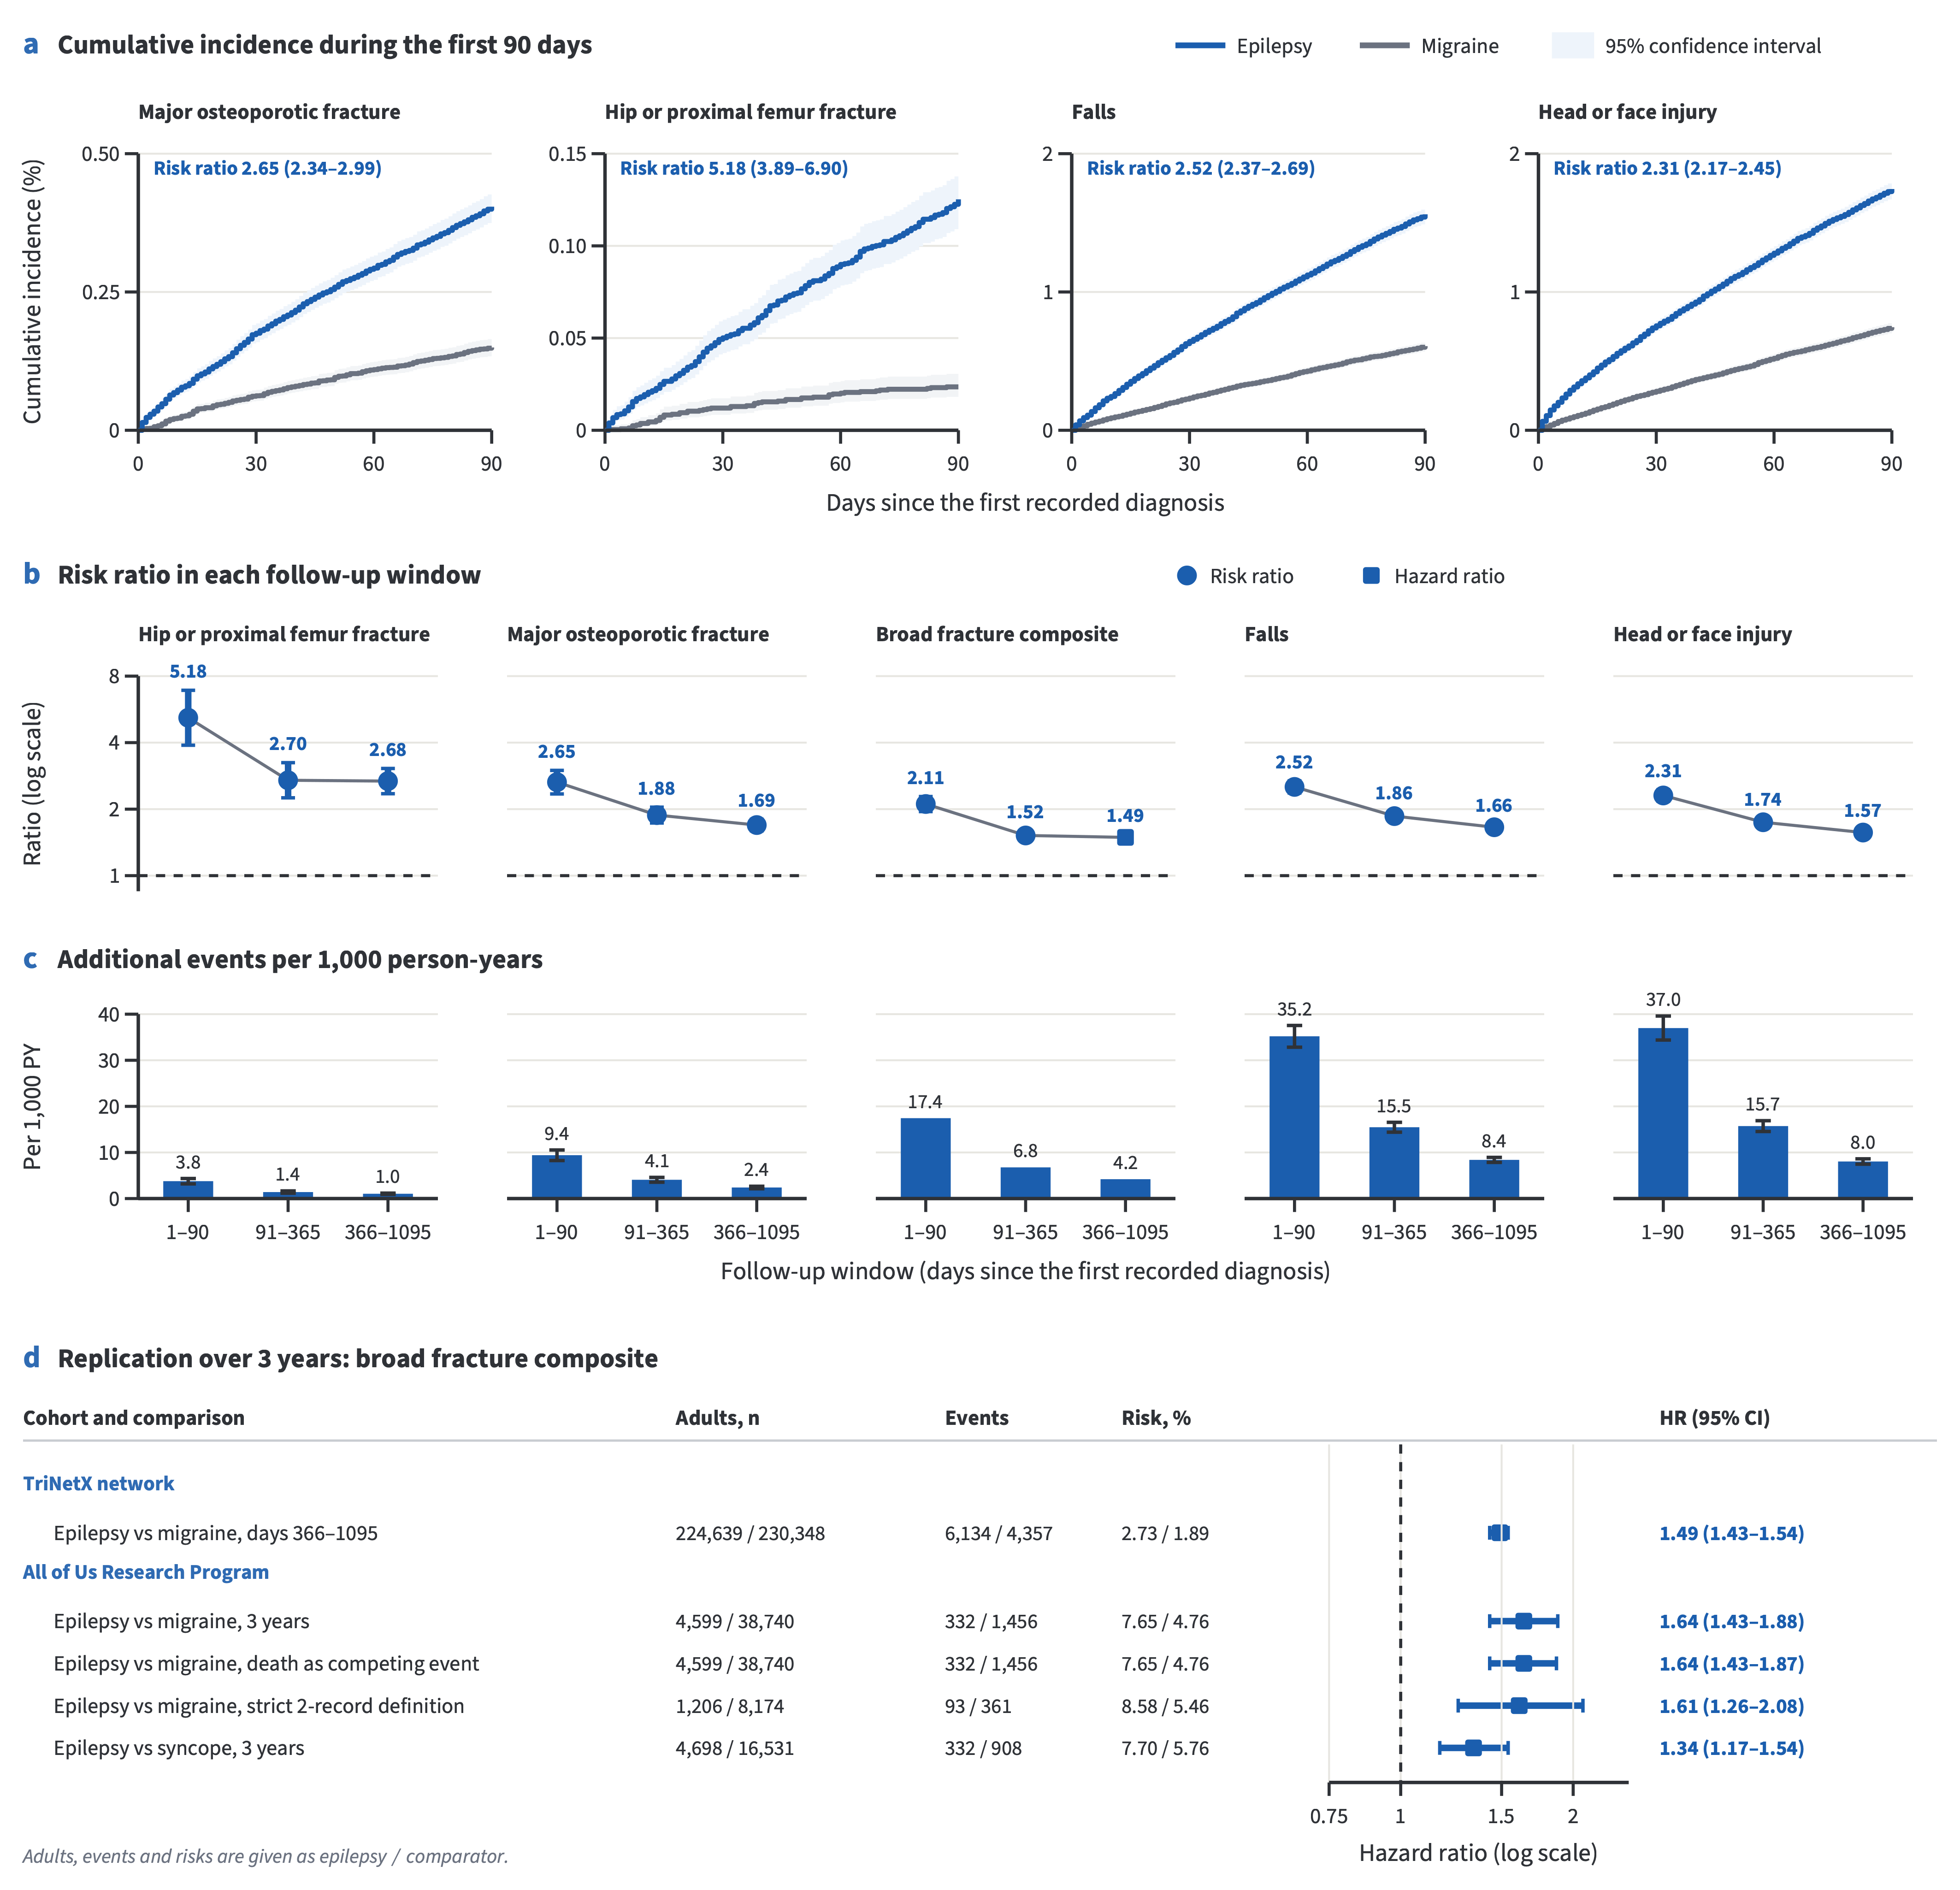 a Cumulative incidence during the first 90 days
Epilepsy Migraine 95% confidence interval
Major osteoporotic fracture Hip or proximal femur fracture Falls Head or face injury
Cumulative incidence (%)
0.50 0.25 0
Risk ratio 2.65 (2.34–2.99)
0 30 60 90
0.15 0.10 0.05 0
Risk ratio 5.18 (3.89–6.90)
0 30 60 90
2 1 0
Risk ratio 2.52 (2.37–2.69)
0 30 60 90
2 1 0
Risk ratio 2.31 (2.17–2.45)
0 30 60 90
Days since the first recorded diagnosis
b Risk ratio in each follow-up window
Risk ratio Hazard ratio
Hip or proximal femur fracture Major osteoporotic fracture Broad fracture composite Falls Head or face injury
Ratio (log scale)
8 4 2 1
5.18 2.70 2.68
2.65 1.88 1.69
2.11 1.52 1.49
2.52 1.86 1.66
2.31 1.74 1.57
c Additional events per 1,000 person-years
Per 1,000 PY
40 30 20 10 0
3.8 1.4 1.0
9.4 4.1 2.4
17.4 6.8 4.2
35.2 15.5 8.4
37.0 15.7 8.0
1–90 91–365 366–1095 1–90 91–365 366–1095 1–90 91–365 366–1095 1–90 91–365 366–1095 1–90 91–365 366–1095
Follow-up window (days since the first recorded diagnosis)
d Replication over 3 years: broad fracture composite
Cohort and comparison Adults, n Events Risk, % HR (95% CI)
TriNetX network
Epilepsy vs migraine, days 366–1095 224,639 / 230,348 6,134 / 4,357 2.73 / 1.89 1.49 (1.43–1.54)
All of Us Research Program
Epilepsy vs migraine, 3 years 4,599 / 38,740 332 / 1,456 7.65 / 4.76 1.64 (1.43–1.88)
Epilepsy vs migraine, death as competing event 4,599 / 38,740 332 / 1,456 7.65 / 4.76 1.64 (1.43–1.87)
Epilepsy vs migraine, strict 2-record definition 1,206 / 8,174 93 / 361 8.58 / 5.46 1.61 (1.26–2.08)
Epilepsy vs syncope, 3 years 4,698 / 16,531 332 / 908 7.70 / 5.76 1.34 (1.17–1.54)
0.75 1 1.5 2
Hazard ratio (log scale)
Adults, events and risks are given as epilepsy / comparator.